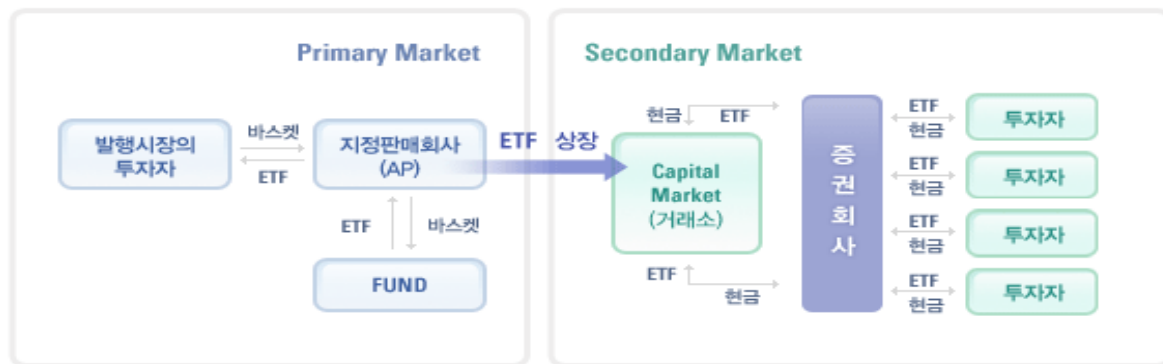 Primary Market
발행시장의
투자자
바스켓
ETF
지정판매회사
(AP)
ETF
바스켓
FUND
ETF 상장
Secondary Market
현금
ETF
Capital
Market
(거래소)
ETF
현금
증
권
회
사
ETF
현금
투자자
ETF
현금
투자자
ETF
현금
투자자
ETF
현금
투자자